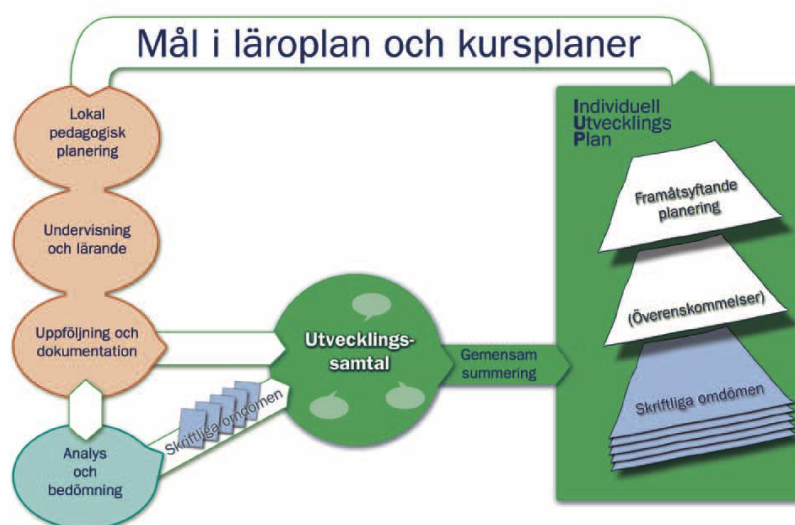 Mål i läroplan och kursplaner
Lokal
pedagogisk
planering
Undervisning
och lärande
Uppföljning och
dokumentation
Analys
och
bedömning
Skriftliga omdömen
Utvecklings-
samtal
Gemensam
summering
Individuell
Utvecklings
Plan
Framåtsyftande
planering
(Överenskommelser)
Skriftliga omdömen